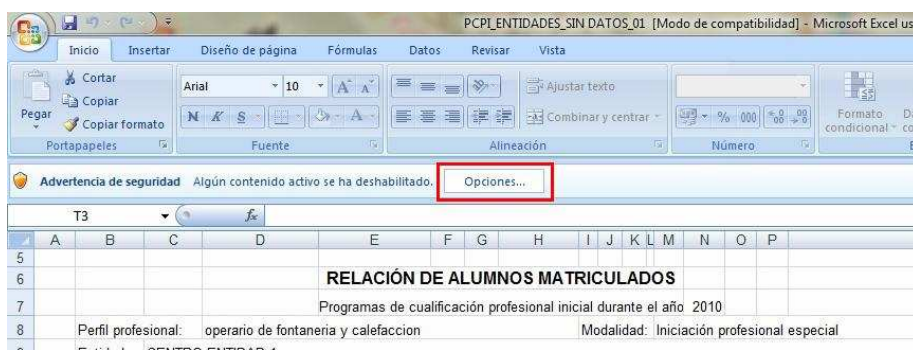 PCPI_ENTIDADES_SIN DATOS_01 [Modo de compatibilidad] - Microsoft Excel us
Inicio Insertar Diseño de página Fórmulas Datos Revisar Vista
Cortar
Copiar
Copiar formato
Pegar
Portapapeles
Arial 10 A A
N K S A
Fuente
Ajustar texto
Combinar y centrar
Alineación
% 000
Número
Formato
condicional
Advertencia de seguridad Algún contenido activo se ha deshabilitado. Opciones...
T3 fx
A B C D E F G H I J K L M N O P
5
6 RELACIÓN DE ALUMNOS MATRICULADOS
7 Programas de cualificación profesional inicial durante el año 2010
8 Perfil profesional: operario de fontaneria y calefaccion Modalidad: Iniciación profesional especial